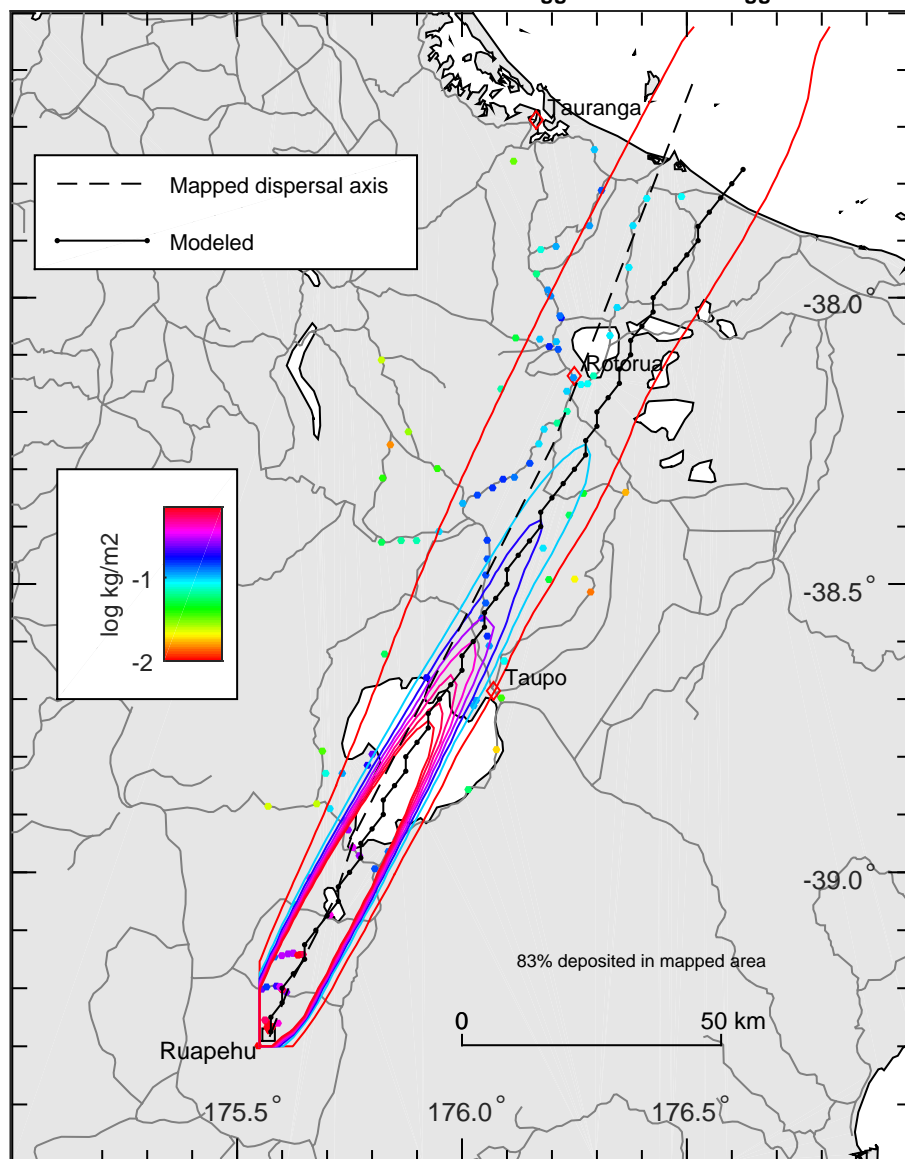 Tauranga
Mapped dispersal axis
Modeled
-38.0°
Rotorua
log kg/m2
-1
-2
-38.5°
Taupo
-39.0°
83% deposited in mapped area
0
50 km
Ruapehu
175.5°
176.0°
176.5°